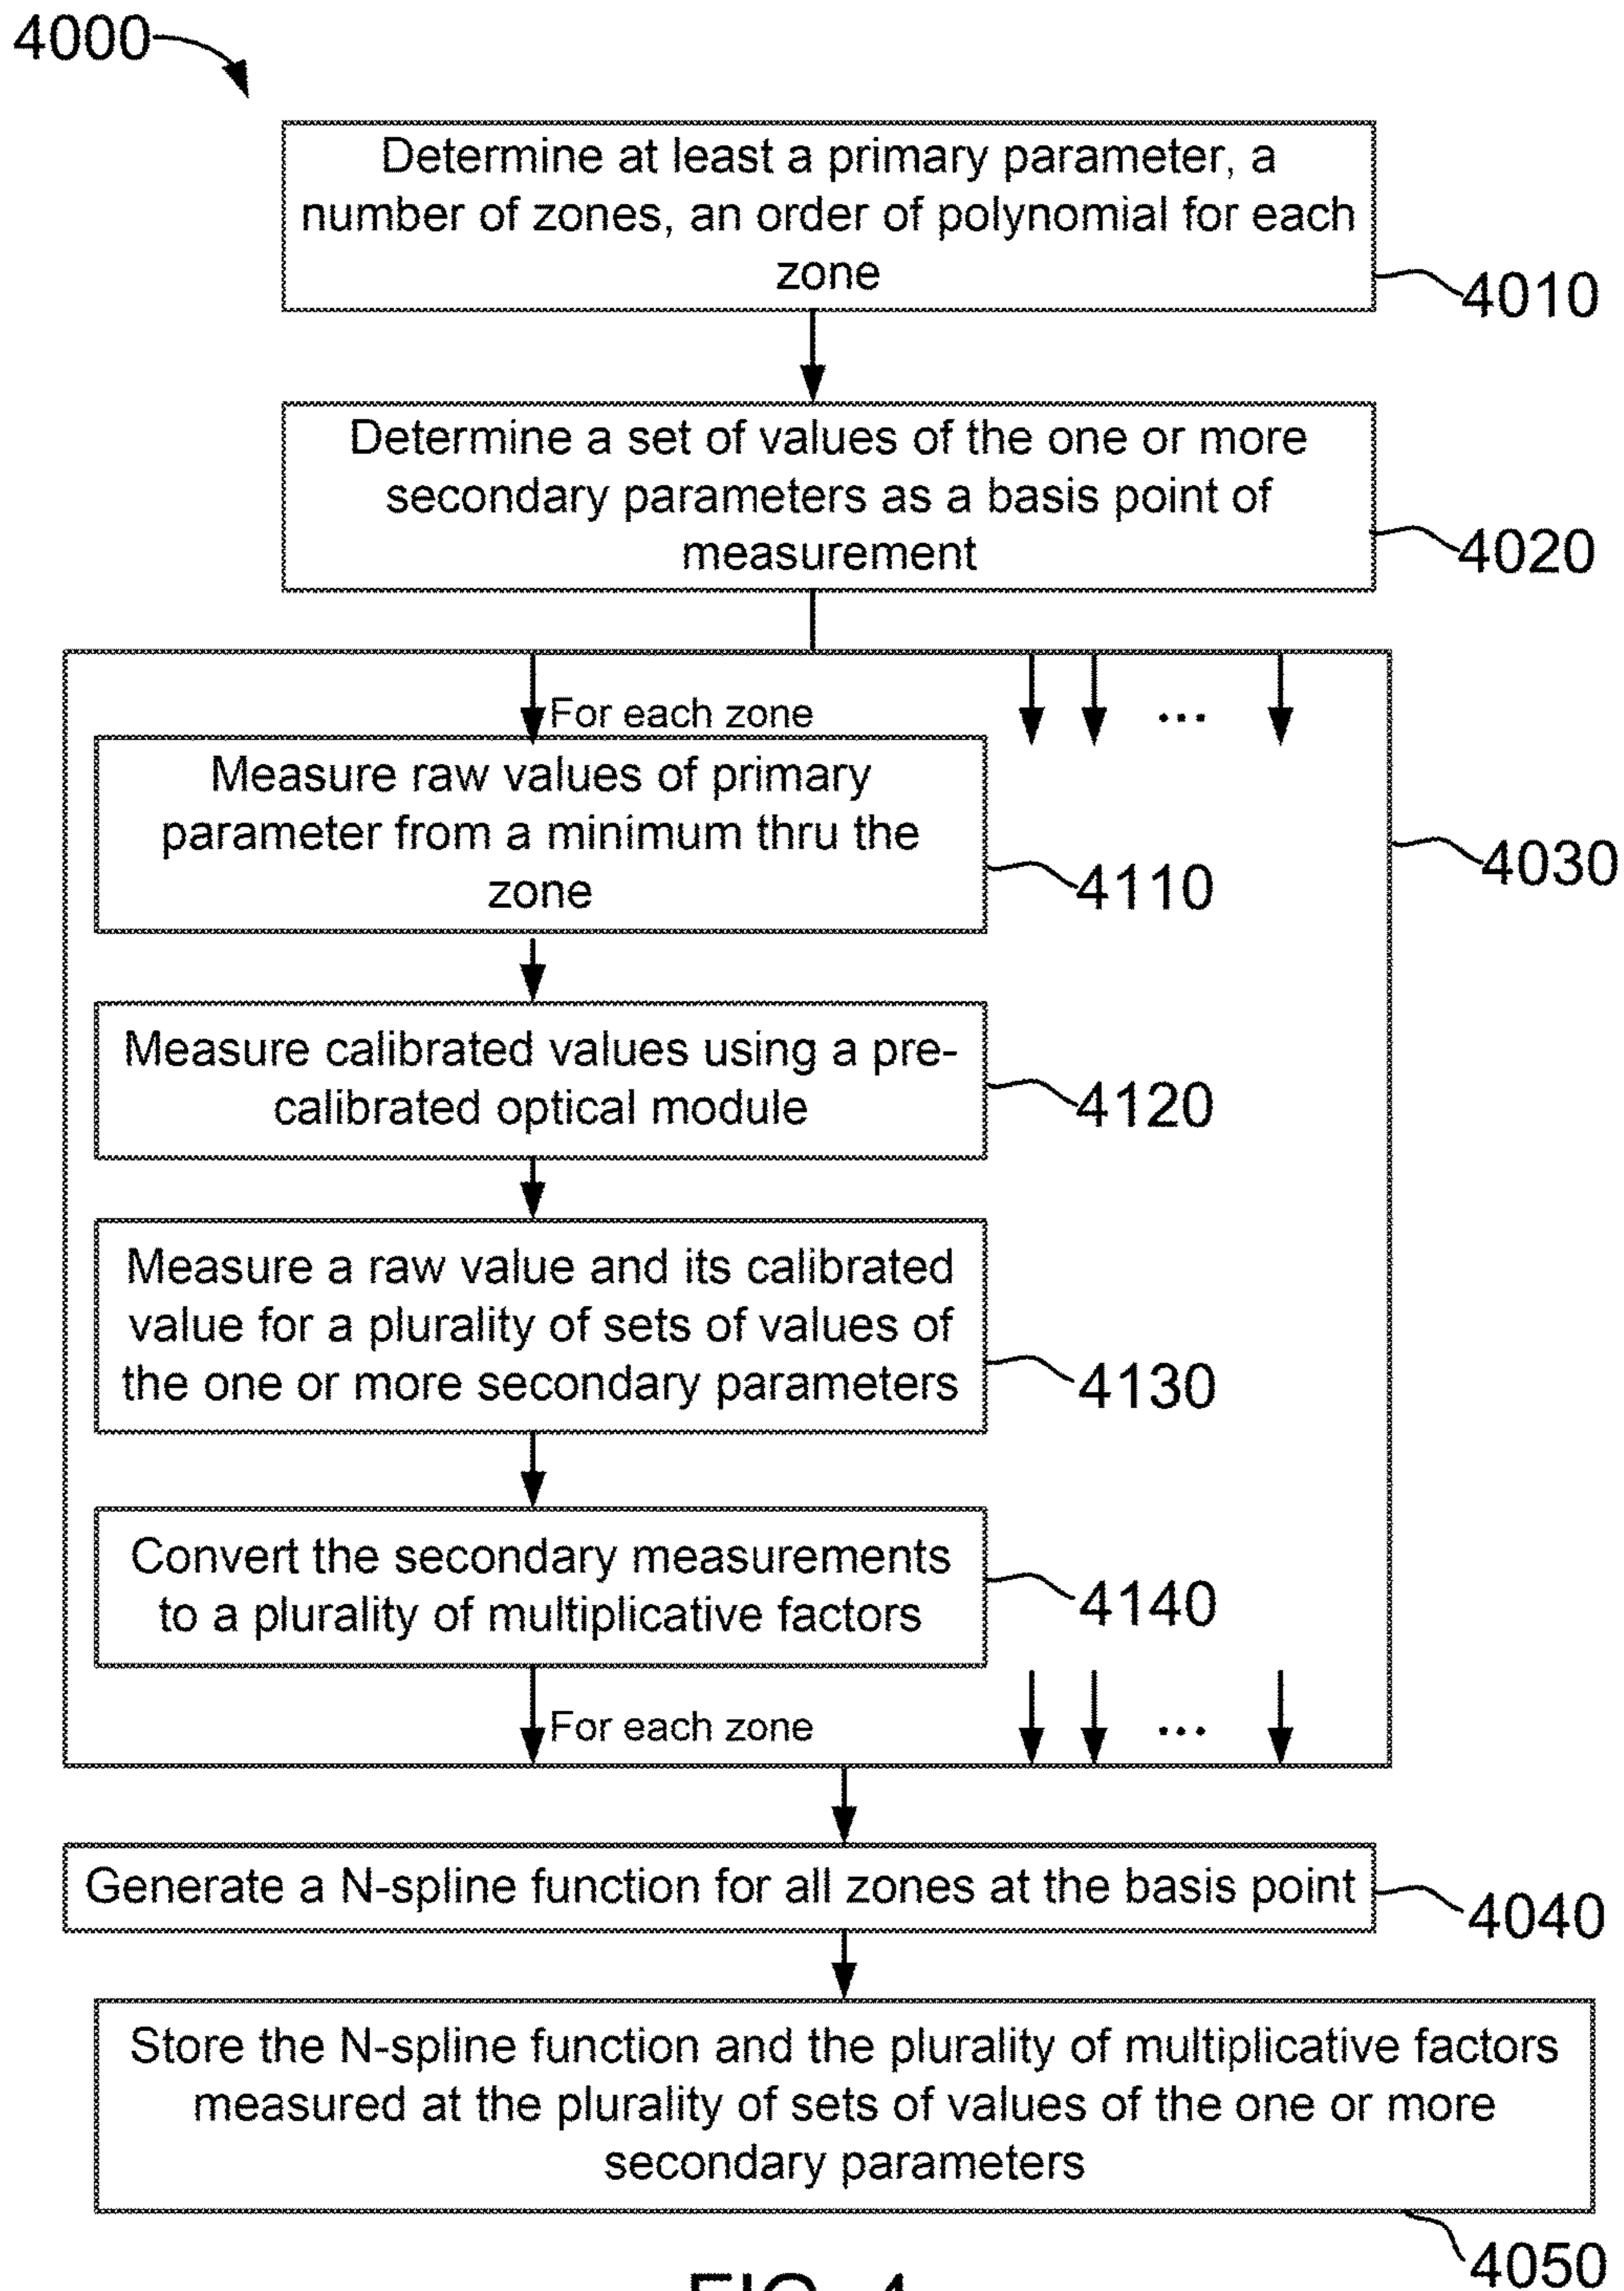 4000
Determine at least a primary parameter, a
number of zones, an order of polynomial for each
zone
4010
Determine a set of values of the one or more
secondary parameters as a basis point of
measurement
4020
For each zone
...
Measure raw values of primary
parameter from a minimum thru the
zone
4110
4030
Measure calibrated values using a pre-
calibrated optical module
4120
Measure a raw value and its calibrated
value for a plurality of sets of values of
the one or more secondary parameters
4130
Convert the secondary measurements
to a plurality of multiplicative factors
4140
For each zone
...
Generate a N-spline function for all zones at the basis point
4040
Store the N-spline function and the plurality of multiplicative factors
measured at the plurality of sets of values of the one or more
secondary parameters
4050